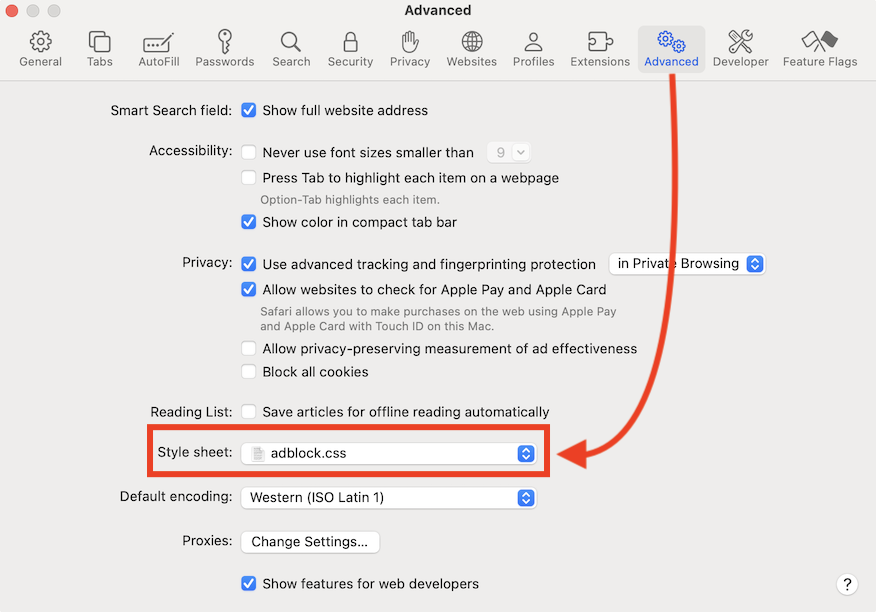 Advanced
General Tabs AutoFill Passwords Search Security Privacy Websites Profiles Extensions Advanced Developer Feature Flags
Smart Search field: Show full website address
Accessibility: Never use font sizes smaller than 9
Press Tab to highlight each item on a webpage
Option-Tab highlights each item.
Show color in compact tab bar
Privacy: Use advanced tracking and fingerprinting protection in Private Browsing
Allow websites to check for Apple Pay and Apple Card
Safari allows you to make purchases on the web using Apple Pay
and Apple Card with Touch ID on this Mac.
Allow privacy-preserving measurement of ad effectiveness
Block all cookies
Reading List: Save articles for offline reading automatically
Style sheet: adblock.css
Default encoding: Western (ISO Latin 1)
Proxies: Change Settings...
Show features for web developers
?